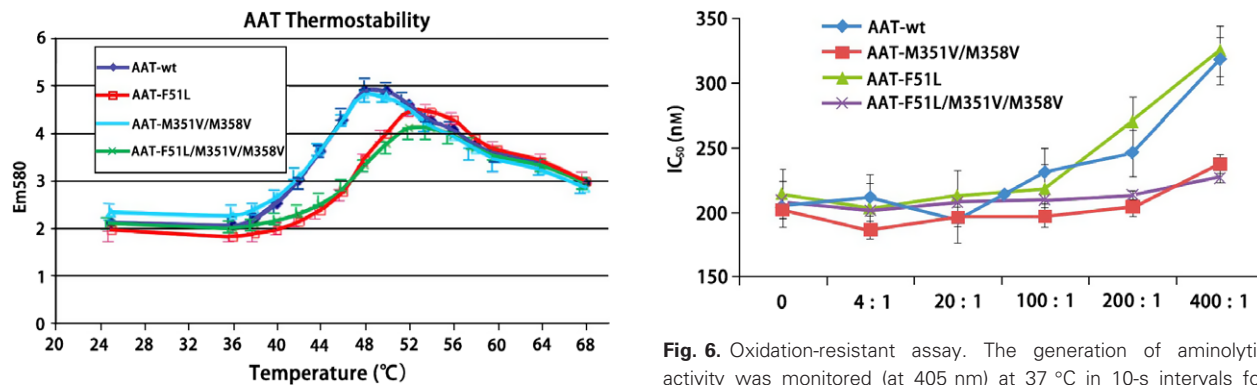 AAT Thermostability
6
5
4
3
2
1
0
Em580
AAT-wt
AAT-F51L
AAT-M351V/M358V
AAT-F51L/M351V/M358V
20 24 28 32 36 40 44 48 52 56 60 64 68
Temperature (℃)
350
300
250
200
150
IC50 (nM)
AAT-wt
AAT-M351V/M358V
AAT-F51L
AAT-F51L/M351V/M358V
0 4 : 1 20 : 1 100 : 1 200 : 1 400 : 1
Fig. 6. Oxidation-resistant assay. The generation of aminolyti
activity was monitored (at 405 nm) at 37 °C in 10-s intervals fo